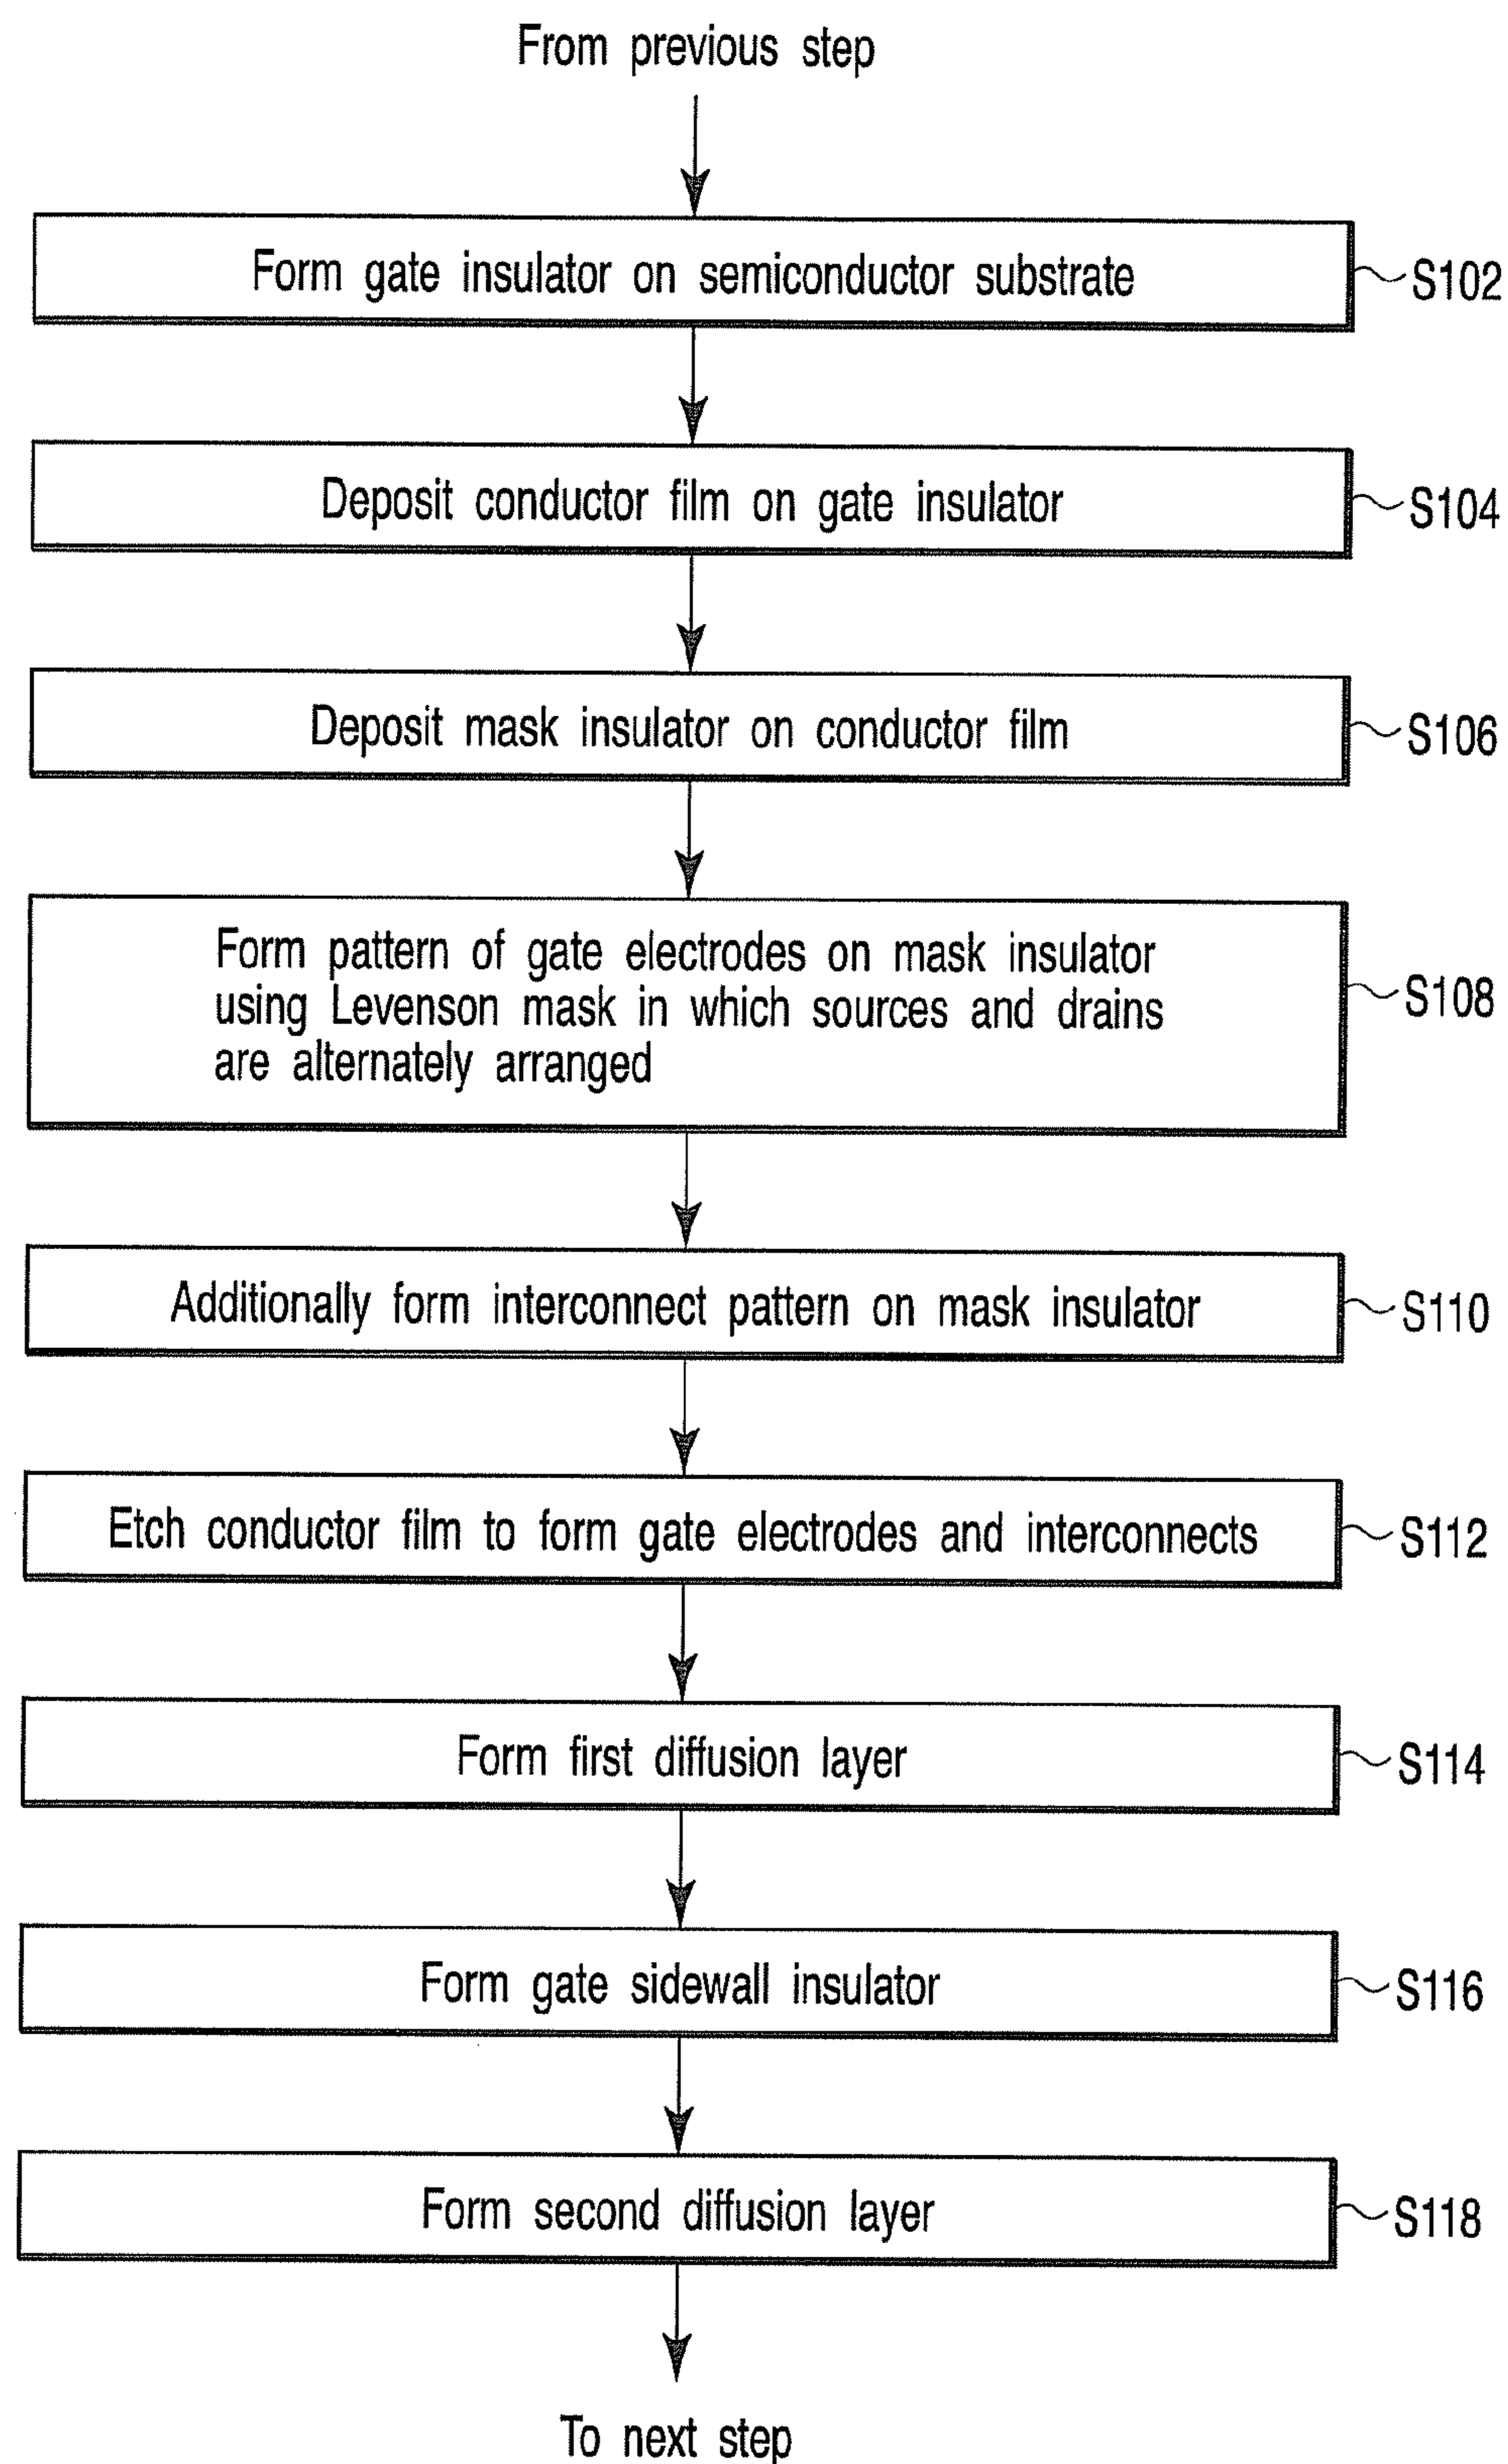 From previous step
Form gate insulator on semiconductor substrate
S102
Deposit conductor film on gate insulator
S104
Deposit mask insulator on conductor film
S106
Form pattern of gate electrodes on mask insulator
using Levenson mask in which sources and drains
are alternately arranged
S108
Additionally form interconnect pattern on mask insulator
S110
Etch conductor film to form gate electrodes and interconnects
S112
Form first diffusion layer
S114
Form gate sidewall insulator
S116
Form second diffusion layer
S118
To next step